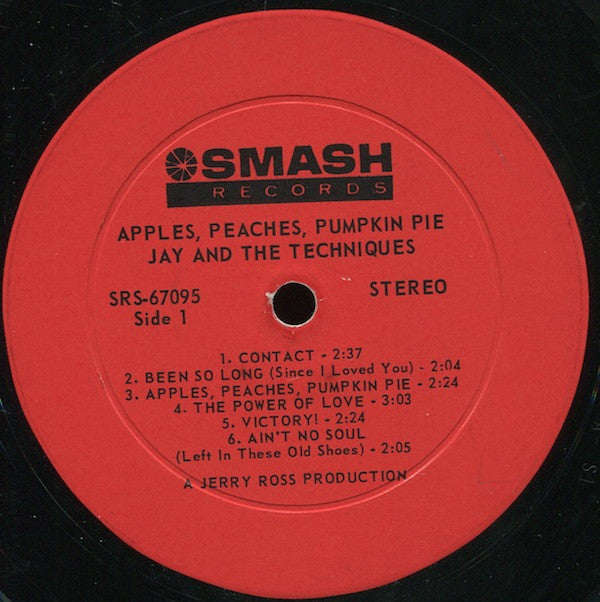 SMASH
RECORDS
APPLES, PEACHES, PUMPKIN PIE
JAY AND THE TECHNIQUES
SRS-67095 STEREO
Side 1
1. CONTACT - 2:37
2. BEEN SO LONG (Since I Loved You) - 2:04
3. APPLES, PEACHES, PUMPKIN PIE - 2:24
4. THE POWER OF LOVE - 3:03
5. VICTORY! - 2:24
6. AIN'T NO SOUL
(Left In These Old Shoes) - 2:05
A JERRY ROSS PRODUCTION